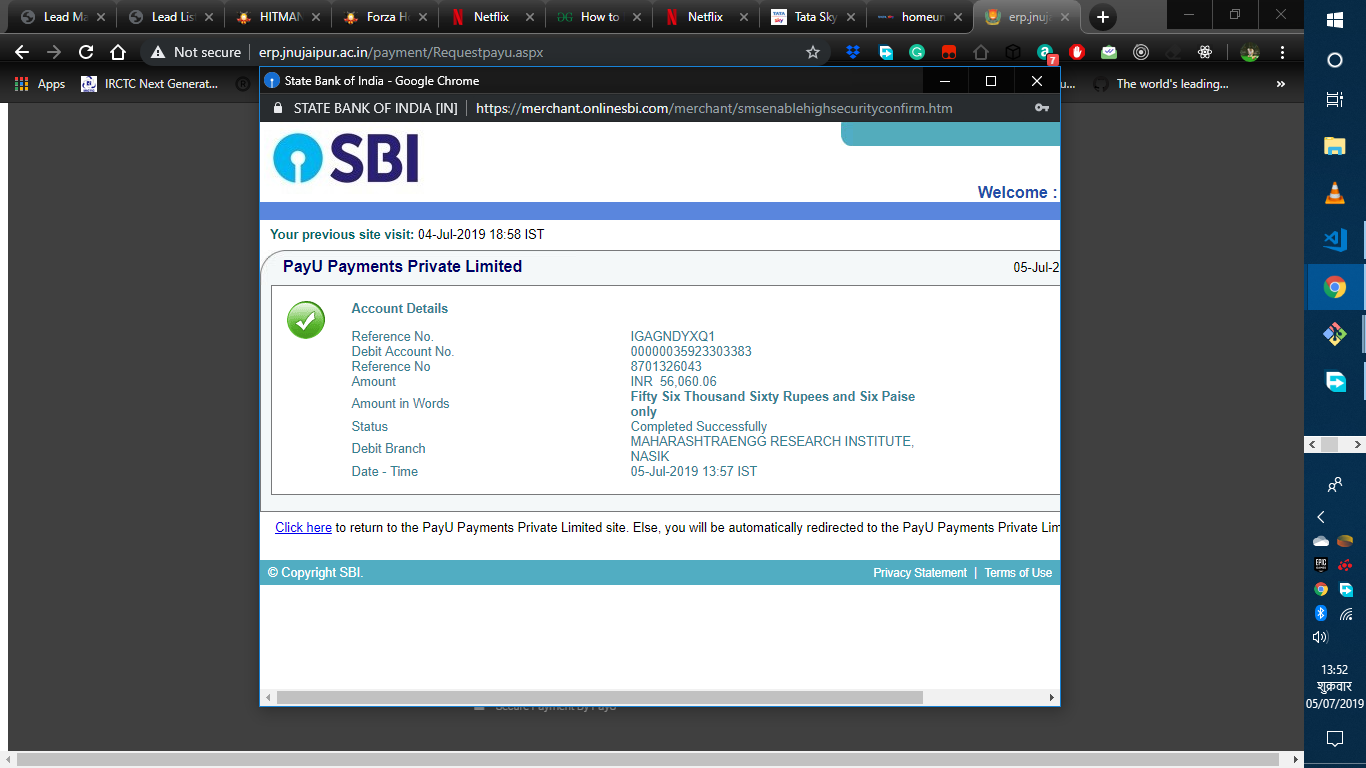 Lead Ma
Lead List
HITMAN
Forza H
Netflix
How to
Netflix
Tata Sky
homeun
erp.jnuja
Not secure
erp.jnujaipur.ac.in/payment/Requestpayu.aspx
7
Apps
IRCTC Next Generat...
u...
The world's leading...
»
State Bank of India - Google Chrome
STATE BANK OF INDIA [IN]
https://merchant.onlinesbi.com/merchant/smsenablehighsecurityconfirm.htm
SBI
Welcome :
Your previous site visit: 04-Jul-2019 18:58 IST
PayU Payments Private Limited
05-Jul-2
Account Details
Reference No. IGAGNDYXQ1
Debit Account No. 00000035923303383
Reference No 8701326043
Amount INR 56,060.06
Amount in Words Fifty Six Thousand Sixty Rupees and Six Paise
only
Status Completed Successfully
Debit Branch MAHARASHTRAENGG RESEARCH INSTITUTE,
NASIK
Date - Time 05-Jul-2019 13:57 IST
Click here to return to the PayU Payments Private Limited site. Else, you will be automatically redirected to the PayU Payments Private Lim
© Copyright SBI.
Privacy Statement | Terms of Use
Secure Payment By PayU
EPIC
13:52
शुक्रवार
05/07/2019